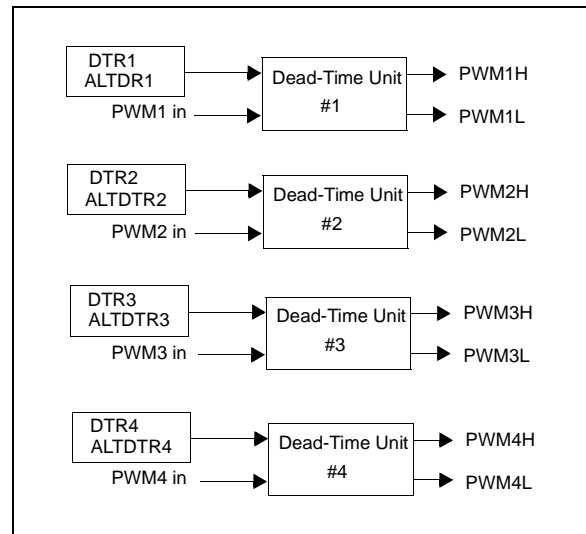 DTR1
ALTDR1
PWM1 in
Dead-Time Unit
#1
PWM1H
PWM1L
DTR2
ALTDTR2
PWM2 in
Dead-Time Unit
#2
PWM2H
PWM2L
DTR3
ALTDTR3
PWM3 in
Dead-Time Unit
#3
PWM3H
PWM3L
DTR4
ALTDTR4
PWM4 in
Dead-Time Unit
#4
PWM4H
PWM4L